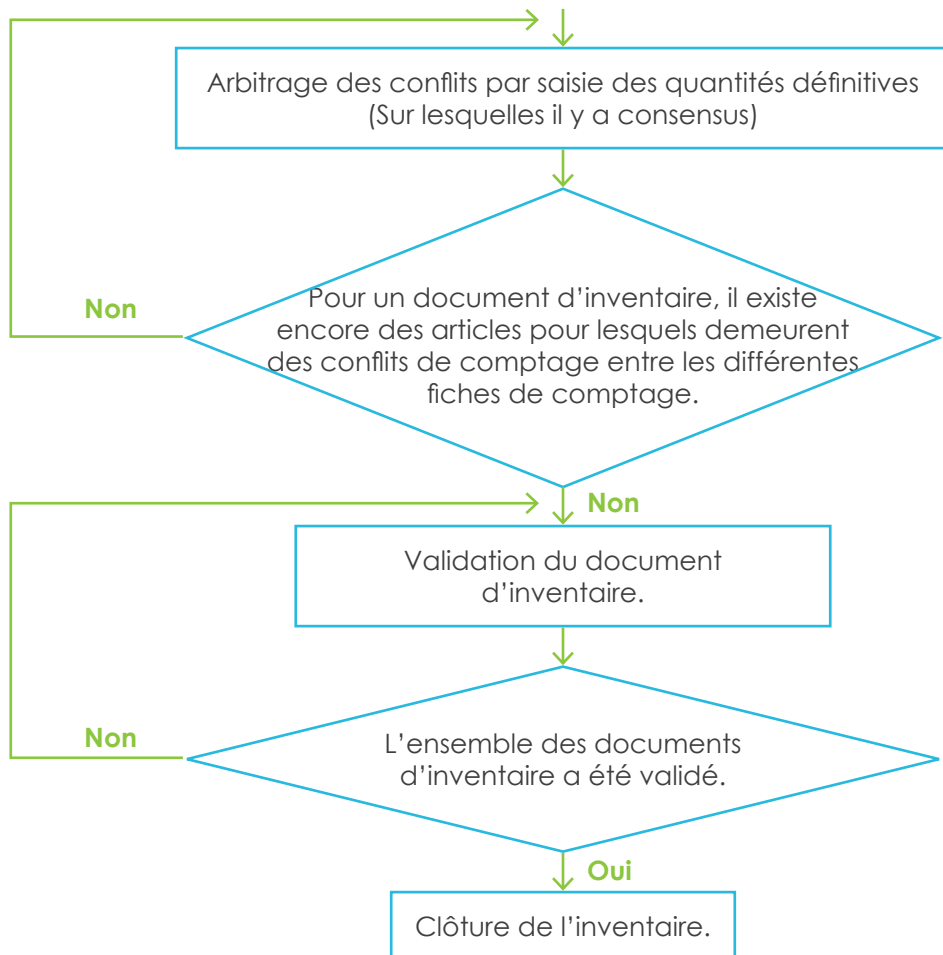 Arbitrage des conflits par saisie des quantités définitives
(Sur lesquelles il y a consensus)
Non
Pour un document d’inventaire, il existe
encore des articles pour lesquels demeurent
des conflits de comptage entre les différentes
fiches de comptage.
Non
Validation du document
d’inventaire.
Non
L’ensemble des documents
d’inventaire a été validé.
Oui
Clôture de l’inventaire.